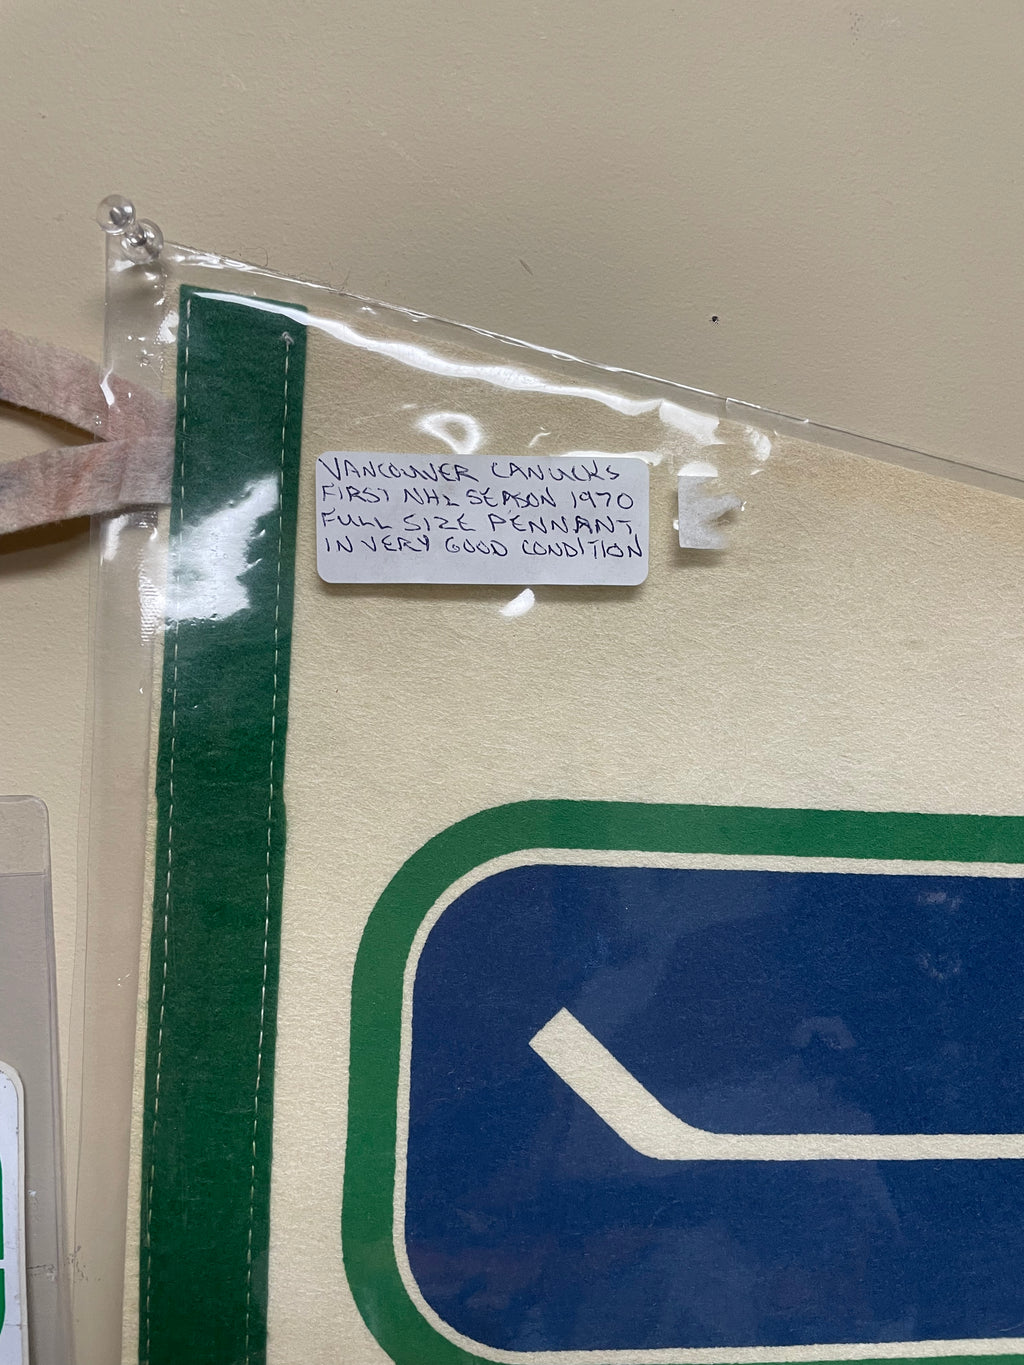 VANCOUVER CANUCKS
FIRST NHL SEASON 1970
FULL SIZE PENNANT
IN VERY GOOD CONDITION